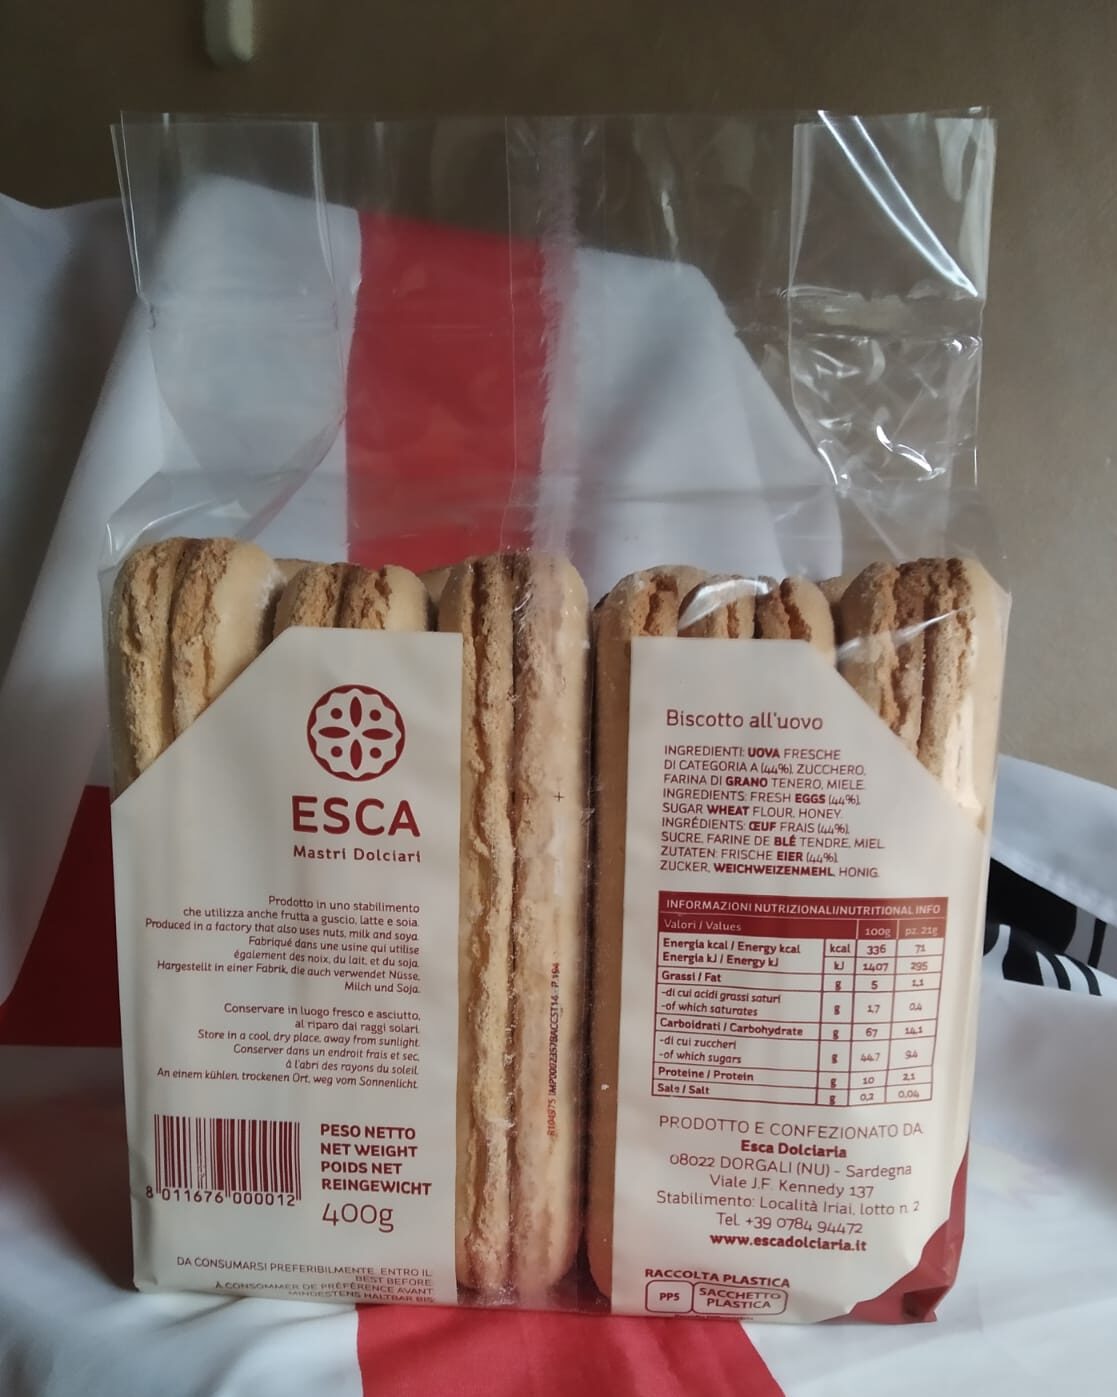 ESCA
Mastri Dolciari
Prodotto in uno stabilimento
che utilizza anche frutta a guscio, latte e soia.
Produced in a factory that also uses nuts, milk and soya.
Fabriqué dans une usine qui utilise
également des noix, du lait, et du soja.
Hargestellt in einer Fabrik, die auch verwendet Nüsse,
Milch und Soja.
Conservare in luogo fresco e asciutto,
al riparo dai raggi solari.
Store in a cool, dry place, away from sunlight.
Conserver dans un endroit frais et sec,
à l'abri des rayons du soleil.
An einem kühlen, trockenen Ort, weg vom Sonnenlicht.
8 011676 000012
PESO NETTO
NET WEIGHT
POIDS NET
REINGEWICHT
400g
DA CONSUMARSI PREFERIBILMENTE ENTRO IL:
BEST BEFORE:
À CONSOMMER DE PRÉFÉRENCE AVANT
MINDESTENS HALTBAR BIS
Biscotto all'uovo
INGREDIENTI: UOVA FRESCHE
DI CATEGORIA A (44%), ZUCCHERO,
FARINA DI GRANO TENERO, MIELE.
INGREDIENTS: FRESH EGGS (44%),
SUGAR WHEAT FLOUR, HONEY.
INGRÉDIENTS: ŒUF FRAIS (44%),
SUCRE, FARINE DE BLÉ TENDRE, MIEL.
ZUTATEN: FRISCHE EIER (44%),
ZUCKER, WEICHWEIZENMEHL, HONIG.
INFORMAZIONI NUTRIZIONALI/NUTRITIONAL INFO
Valori / Values 100g pz. 21g
Energia kcal / Energy kcal kcal 336 71
Energia kJ / Energy kJ kJ 1407 295
Grassi / Fat g 5 1,1
-di cui acidi grassi saturi
-of which saturates g 1,7 0,4
Carboidrati / Carbohydrate g 67 14,1
-di cui zuccheri
-of which sugars g 44,7 9,4
Proteine / Protein g 10 2,1
Sale / Salt g 0,2 0,04
PRODOTTO E CONFEZIONATO DA
Esca Dolciaria
08022 DORGALI (NU) - Sardegna
Viale J.F. Kennedy 137
Stabilimento: Località Iriai, lotto n. 2
Tel. +39 0784 94472
www.escadolciaria.it
RACCOLTA PLASTICA
PP5
SACCHETTO
PLASTICA